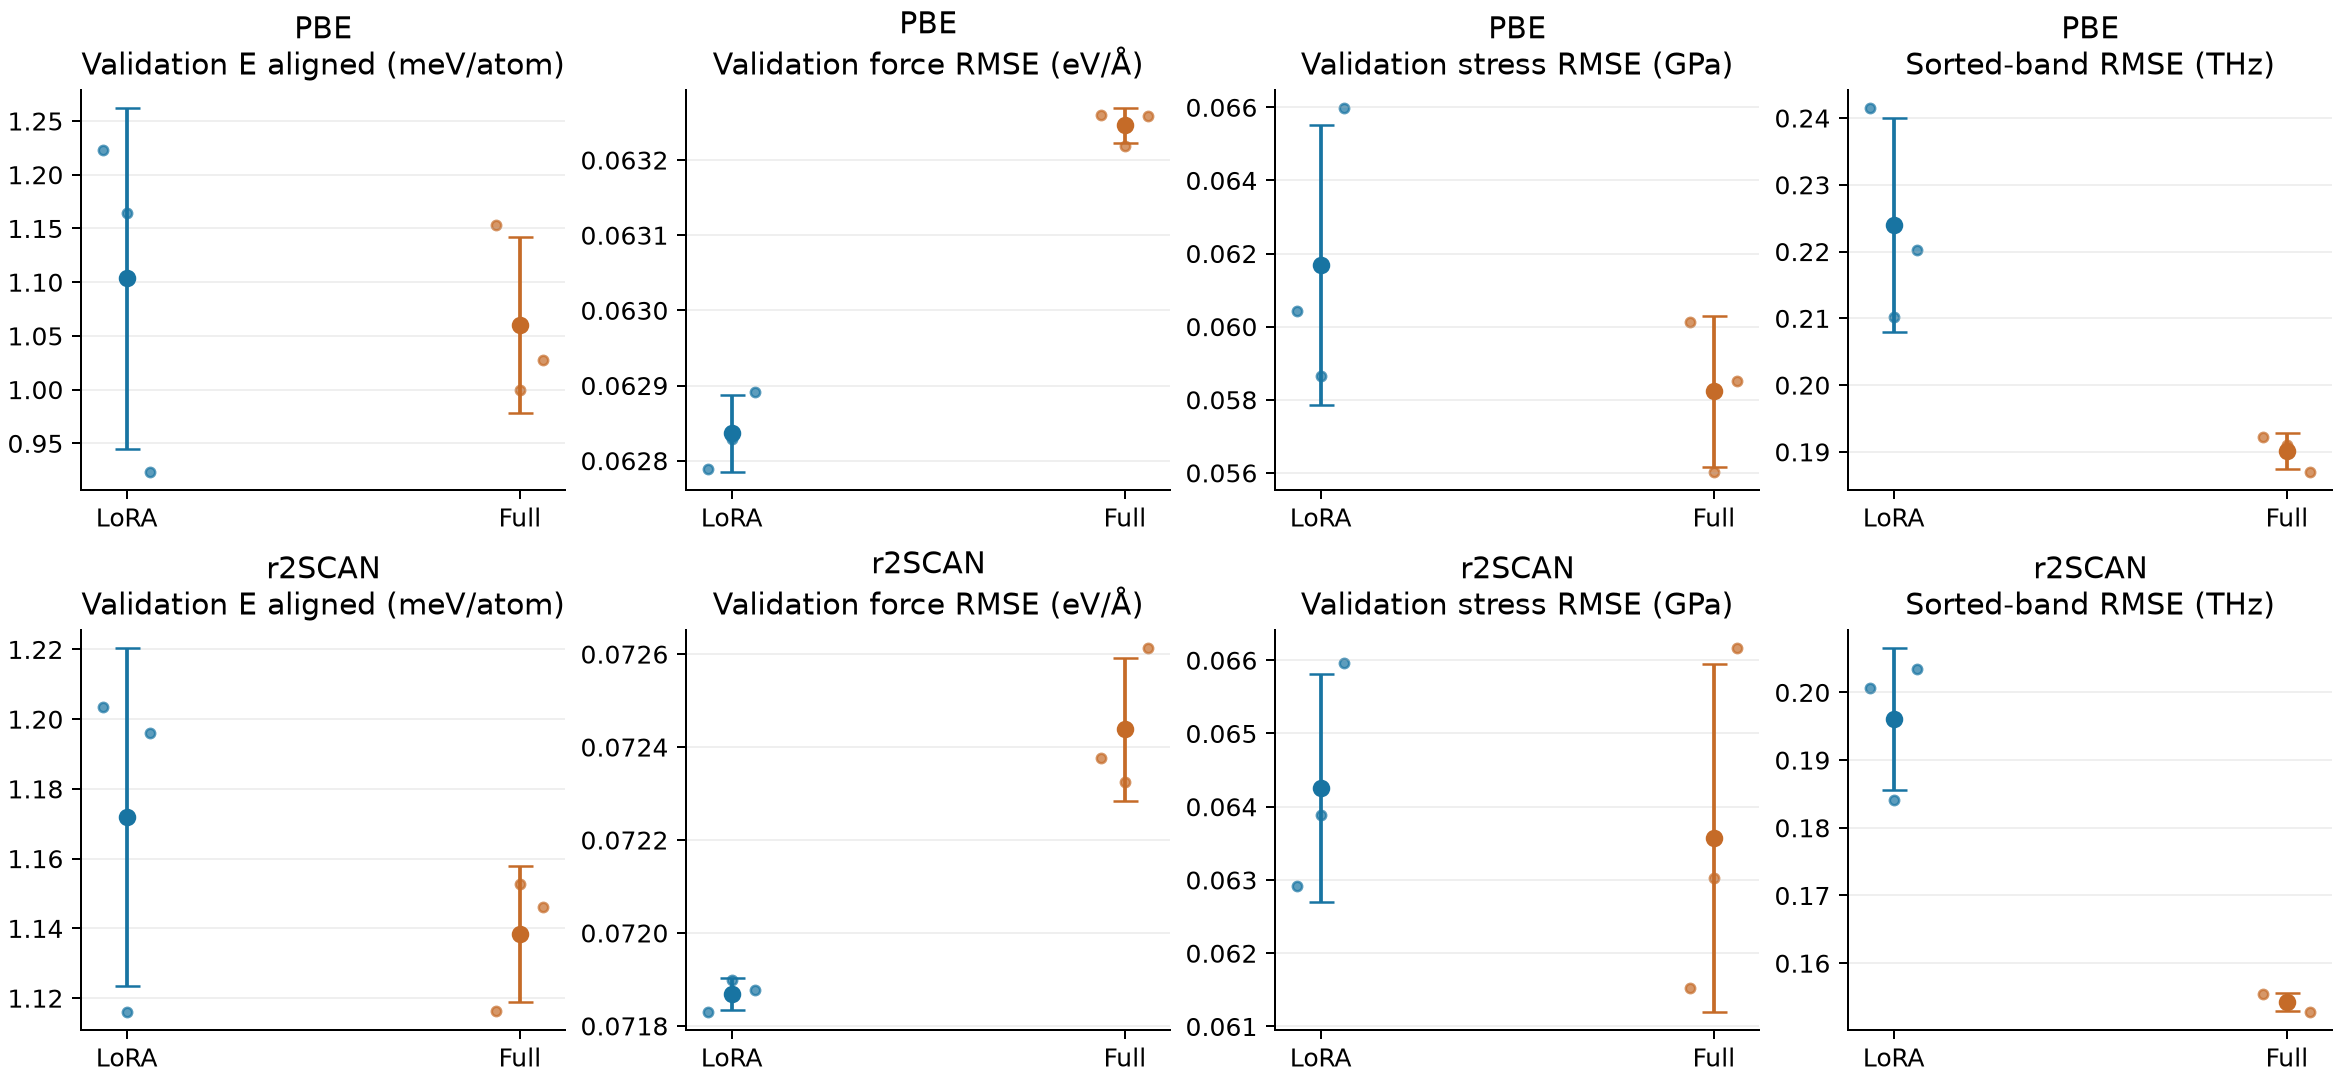 PBE
Validation E aligned (meV/atom)
1.25
1.20
1.15
1.10
1.05
1.00
0.95
LoRA Full
PBE
Validation force RMSE (eV/Å)
0.0632
0.0631
0.0630
0.0629
0.0628
LoRA Full
PBE
Validation stress RMSE (GPa)
0.066
0.064
0.062
0.060
0.058
0.056
LoRA Full
PBE
Sorted-band RMSE (THz)
0.24
0.23
0.22
0.21
0.20
0.19
LoRA Full
r2SCAN
Validation E aligned (meV/atom)
1.22
1.20
1.18
1.16
1.14
1.12
LoRA Full
r2SCAN
Validation force RMSE (eV/Å)
0.0726
0.0724
0.0722
0.0720
0.0718
LoRA Full
r2SCAN
Validation stress RMSE (GPa)
0.066
0.065
0.064
0.063
0.062
0.061
LoRA Full
r2SCAN
Sorted-band RMSE (THz)
0.20
0.19
0.18
0.17
0.16
LoRA Full